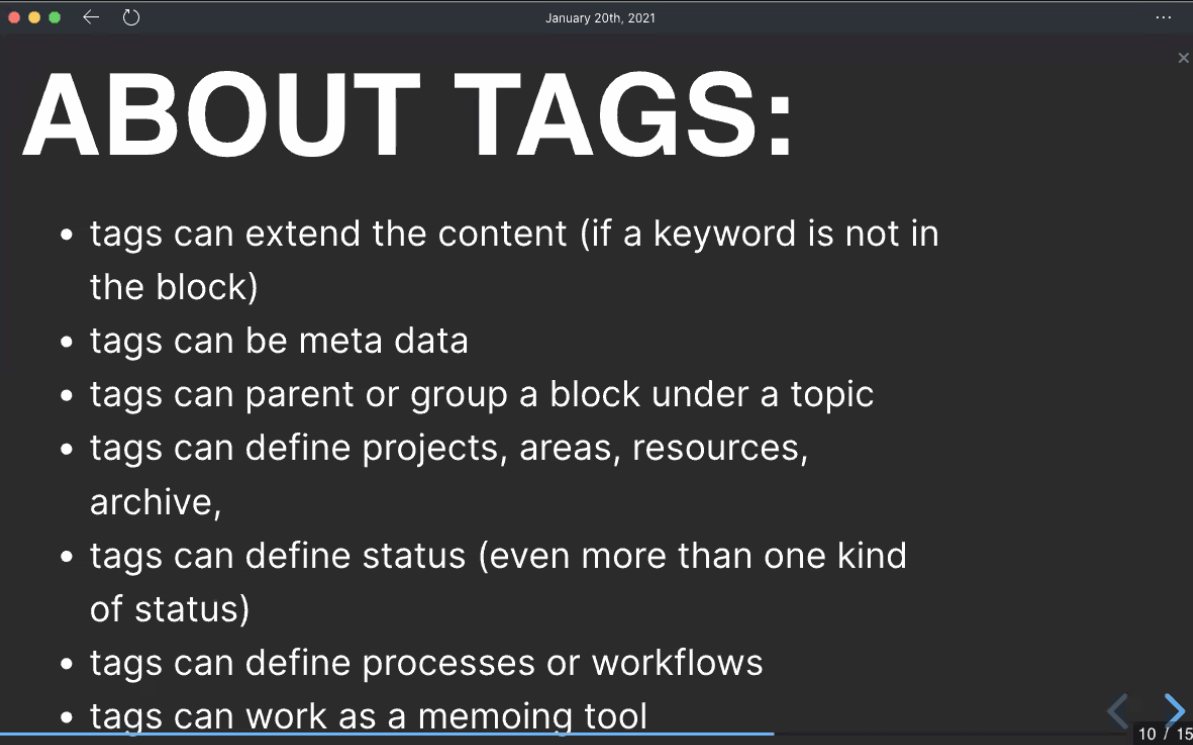 January 20th, 2021
ABOUT TAGS:
• tags can extend the content (if a keyword is not in
the block)
• tags can be meta data
• tags can parent or group a block under a topic
• tags can define projects, areas, resources,
archive,
• tags can define status (even more than one kind
of status)
• tags can define processes or workflows
• tags can work as a memoing tool
10 / 15